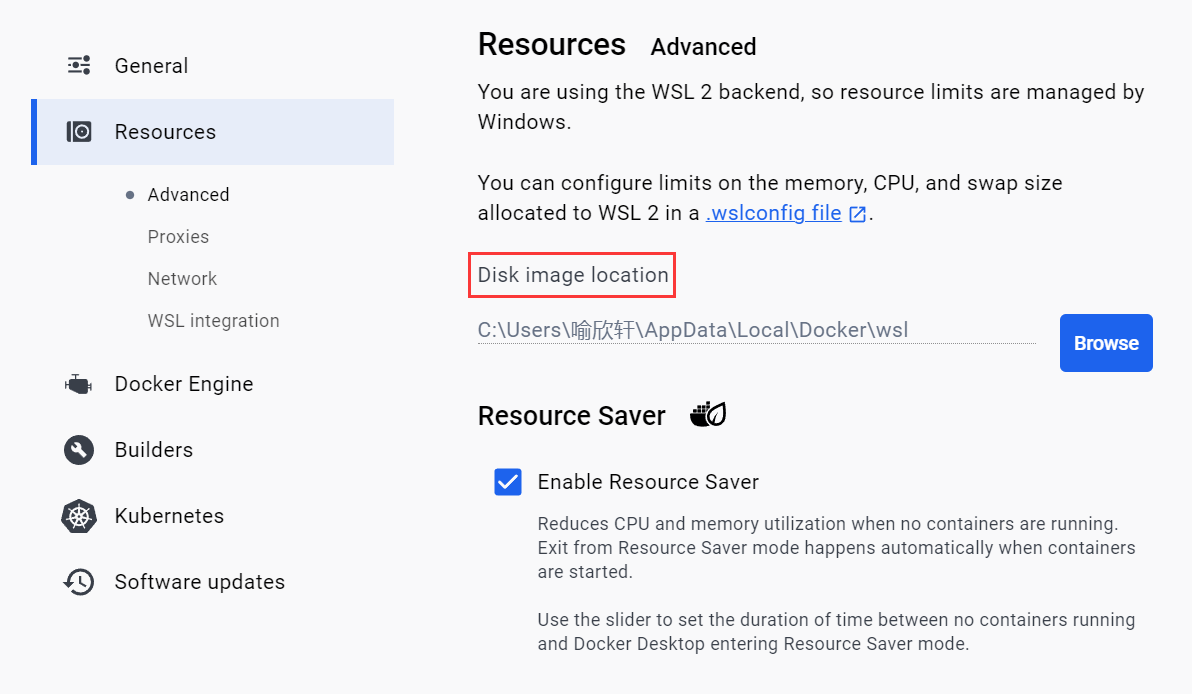 General
Resources
Advanced
Proxies
Network
WSL integration
Docker Engine
Builders
Kubernetes
Software updates
Resources Advanced
You are using the WSL 2 backend, so resource limits are managed by
Windows.
You can configure limits on the memory, CPU, and swap size
allocated to WSL 2 in a .wslconfig file.
Disk image location
C:\Users\喻欣轩\AppData\Local\Docker\wsl
Browse
Resource Saver
Enable Resource Saver
Reduces CPU and memory utilization when no containers are running.
Exit from Resource Saver mode happens automatically when containers
are started.
Use the slider to set the duration of time between no containers running
and Docker Desktop entering Resource Saver mode.